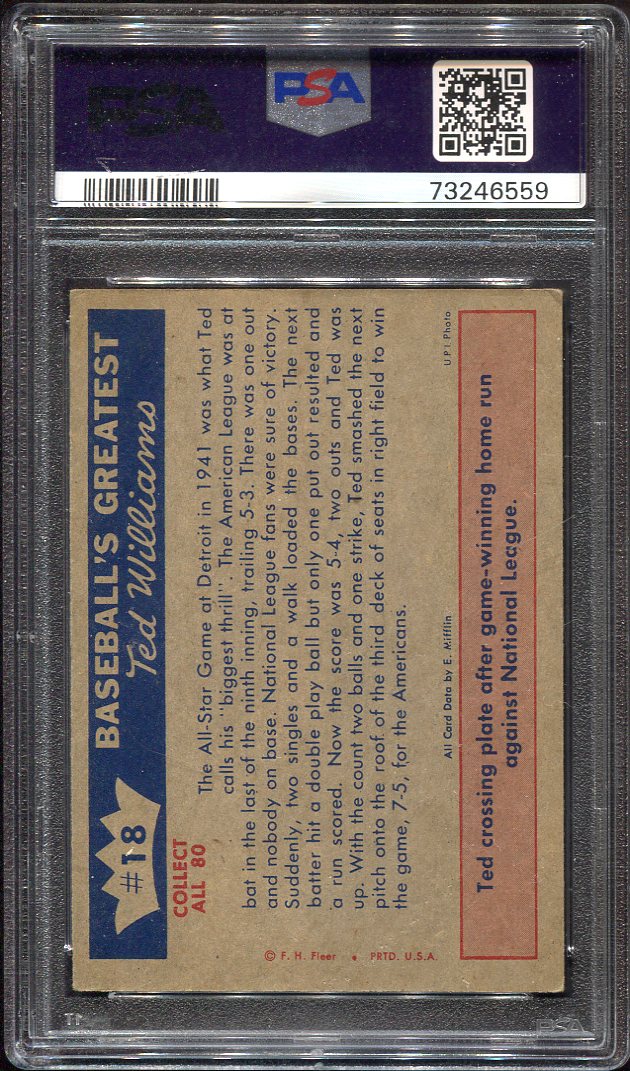 PSA
PSA
73246559
#18
BASEBALL'S GREATEST
Ted Williams
COLLECT
ALL 80
The All-Star Game at Detroit in 1941 was what Ted
calls his "biggest thrill". The American League was at
bat in the last of the ninth inning, trailing 5-3. There was one out
and nobody on base. National League fans were sure of victory.
Suddenly, two singles and a walk loaded the bases. The next
batter hit a double play ball but only one put out resulted and
a run scored. Now the score was 5-4, two outs and Ted was
up. With the count two balls and one strike, Ted smashed the next
pitch onto the roof of the third deck of seats in right field to win
the game, 7-5, for the Americans.
© F. H. Fleer • PRTD. U.S.A.
All Card Data by E. Mifflin
U P I Photo
Ted crossing plate after game-winning home run
against National League.
PSA